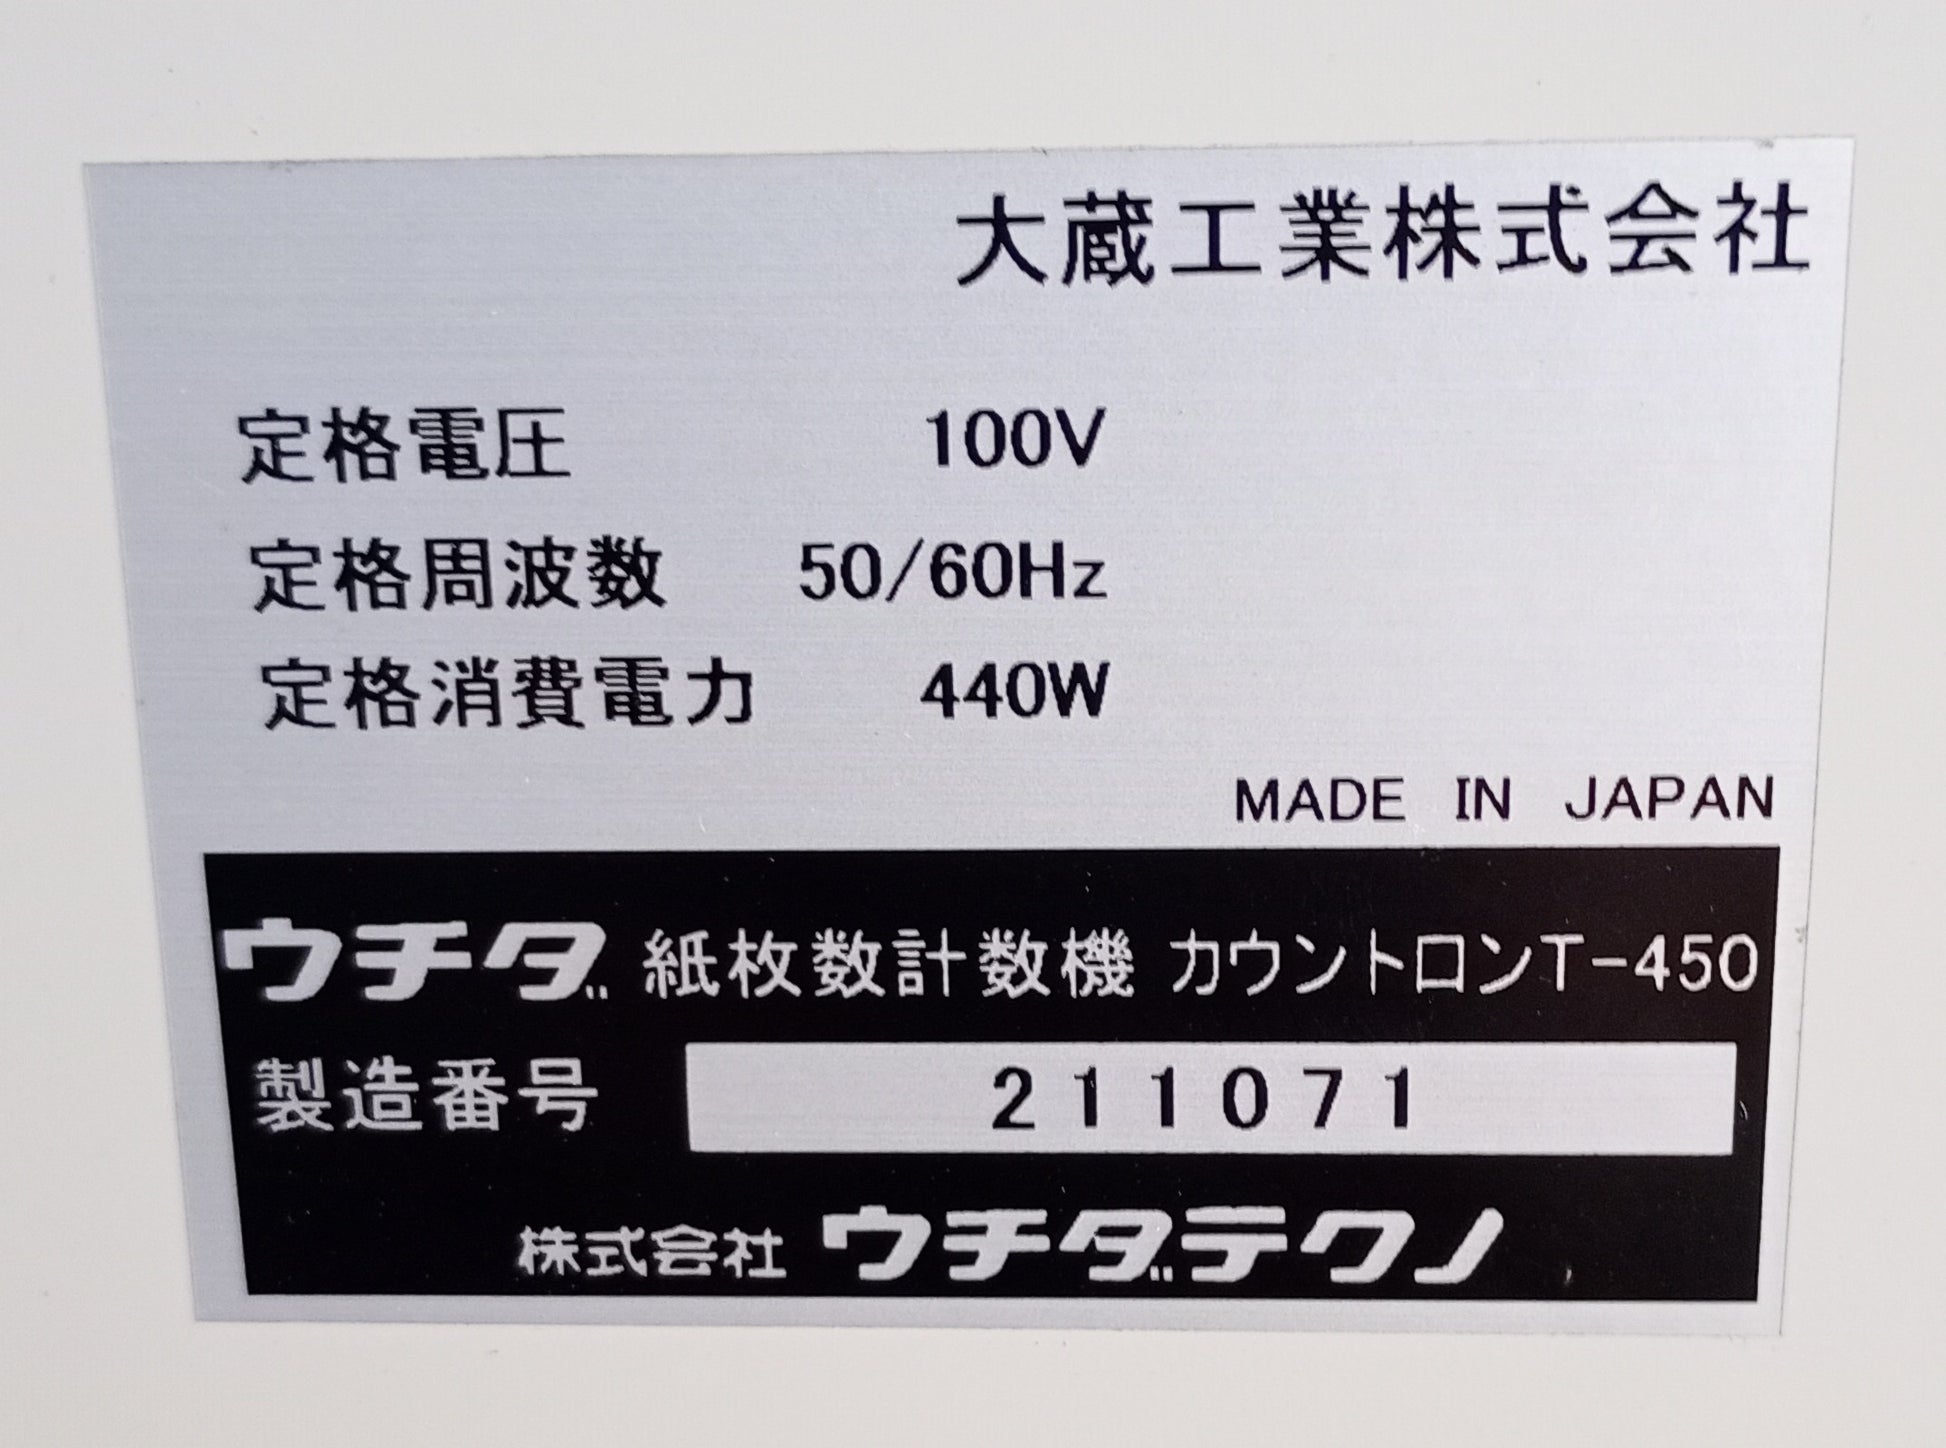 大蔵工業株式会社
定格電圧 100V
定格周波数 50/60Hz
定格消費電力 440W
MADE IN JAPAN
ウチダ 紙枚数計数機 カウントロンT-450
製造番号 211071
株式会社 ウチダテクノ